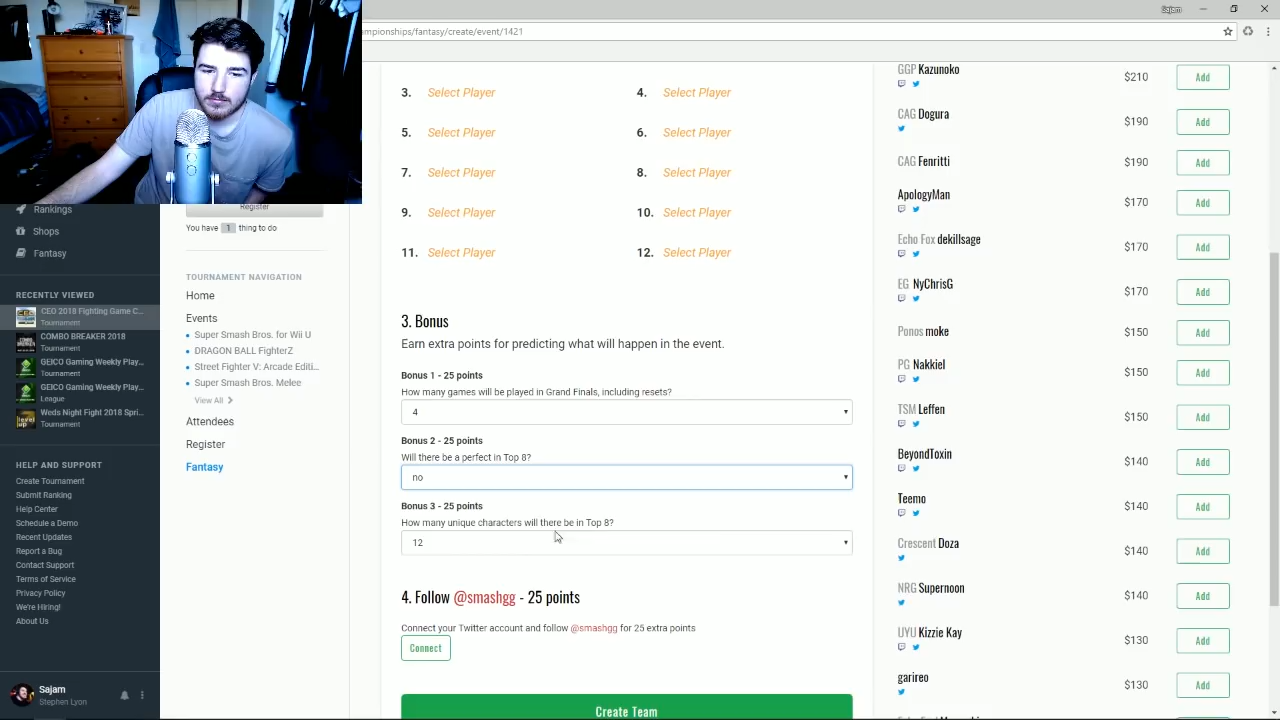 Sajam
mpionships/fantasy/create/event/1421
Rankings
Shops
Fantasy
RECENTLY VIEWED
CEO 2018 Fighting Game C...
Tournament
COMBO BREAKER 2018
Tournament
GEICO Gaming Weekly Play...
Tournament
GEICO Gaming Weekly Play...
League
Weds Night Fight 2018 Spri...
Tournament
HELP AND SUPPORT
Create Tournament
Submit Ranking
Help Center
Schedule a Demo
Recent Updates
Report a Bug
Contact Support
Terms of Service
Privacy Policy
We're Hiring!
About Us
Sajam
Stephen Lyon
Register
You have 1 thing to do
TOURNAMENT NAVIGATION
Home
Events
Super Smash Bros. for Wii U
DRAGON BALL FighterZ
Street Fighter V: Arcade Editi...
Super Smash Bros. Melee
View All
Attendees
Register
Fantasy
3. Select Player 4. Select Player
5. Select Player 6. Select Player
7. Select Player 8. Select Player
9. Select Player 10. Select Player
11. Select Player 12. Select Player
3. Bonus
Earn extra points for predicting what will happen in the event.
Bonus 1 - 25 points
How many games will be played in Grand Finals, including resets?
4
Bonus 2 - 25 points
Will there be a perfect in Top 8?
no
Bonus 3 - 25 points
How many unique characters will there be in Top 8?
12
4. Follow @smashgg - 25 points
Connect your Twitter account and follow @smashgg for 25 extra points
Connect
Create Team
GGP Kazunoko $210 Add
CAG Dogura $190 Add
CAG Fenritti $190 Add
ApologyMan $170 Add
Echo Fox dekillsage $170 Add
EG NyChrisG $170 Add
Ponos moke $150 Add
PG Nakkiel $150 Add
TSM Leffen $150 Add
BeyondToxin $140 Add
Teemo $140 Add
Crescent Doza $140 Add
NRG Supernoon $140 Add
UYU Kizzie Kay $130 Add
garireo $130 Add